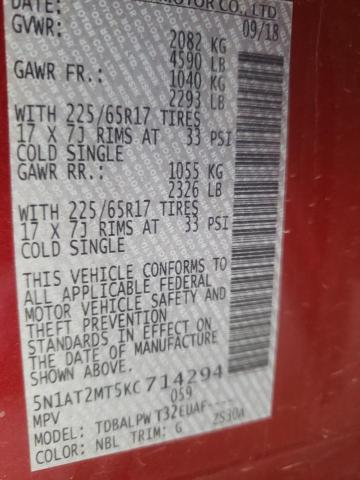 MOTOR CO., LTD
DATE: 09/18
GVWR: 2082 KG
4590 LB
GAWR FR.: 1040 KG
2293 LB
WITH 225/65R17 TIRES
17 X 7J RIMS AT 33 PSI
COLD SINGLE
GAWR RR.: 1055 KG
2326 LB
WITH 225/65R17 TIRES
17 X 7J RIMS AT 33 PSI
COLD SINGLE
THIS VEHICLE CONFORMS TO
ALL APPLICABLE FEDERAL
MOTOR VEHICLE SAFETY AND
THEFT PREVENTION
STANDARDS IN EFFECT ON
THE DATE OF MANUFACTURE
SHOWN ABOVE.
5N1AT2MT5KC714294
MPV 059
MODEL: TDBALPW T32EUAF----
COLOR: NBL TRIM: G ZS30A